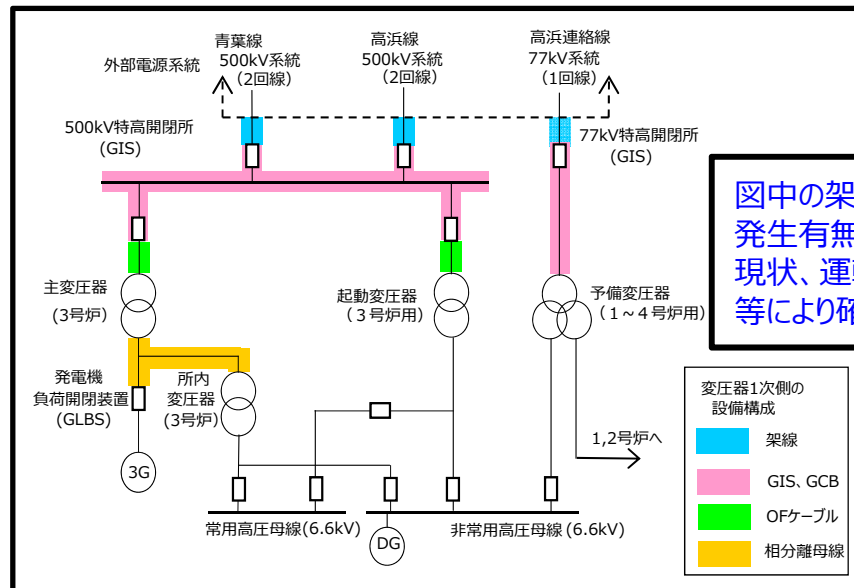 青葉線
500kV系統
(2回線)
高浜線
500kV系統
(2回線)
高浜連絡線
77kV系統
(1回線)
外部電源系統
500kV特高開閉所
(GIS)
77kV特高開閉所
(GIS)
図中の架
発生有無
現状、運
等により確
主変圧器
(3号炉)
起動変圧器
(3号炉用)
予備変圧器
(1~4号炉用)
発電機
負荷開閉装置
(GLBS)
所内
変圧器
(3号炉)
3G
1,2号炉へ
常用高圧母線(6.6kV)
DG
非常用高圧母線(6.6kV)
変圧器1次側の
設備構成
架線
GIS、GCB
OFケーブル
相分離母線